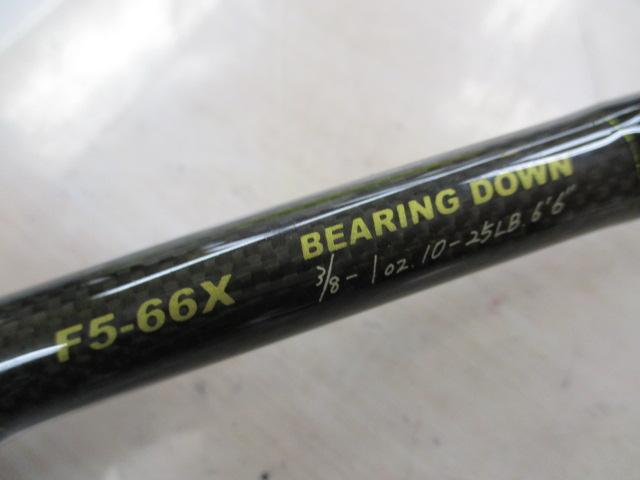 F5-66X
BEARING DOWN
3/8-1oz. 10-25LB. 6'6"